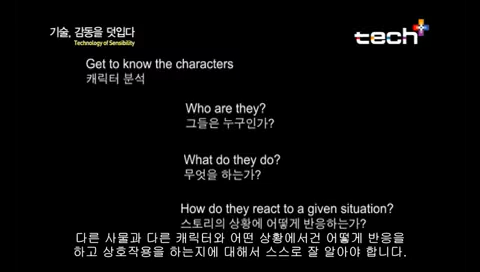 기술, 감동을 덧입다
Technology of Sensibility
tech+
Get to know the characters
캐릭터 분석
Who are they?
그들은 누구인가?
What do they do?
무엇을 하는가?
How do they react to a given situation?
스토리의 상황에 어떻게 반응하는가?
다른 사물과 다른 캐릭터와 어떤 상황에서건 어떻게 반응을
하고 상호작용을 하는지에 대해서 스스로 잘 알아야 합니다.